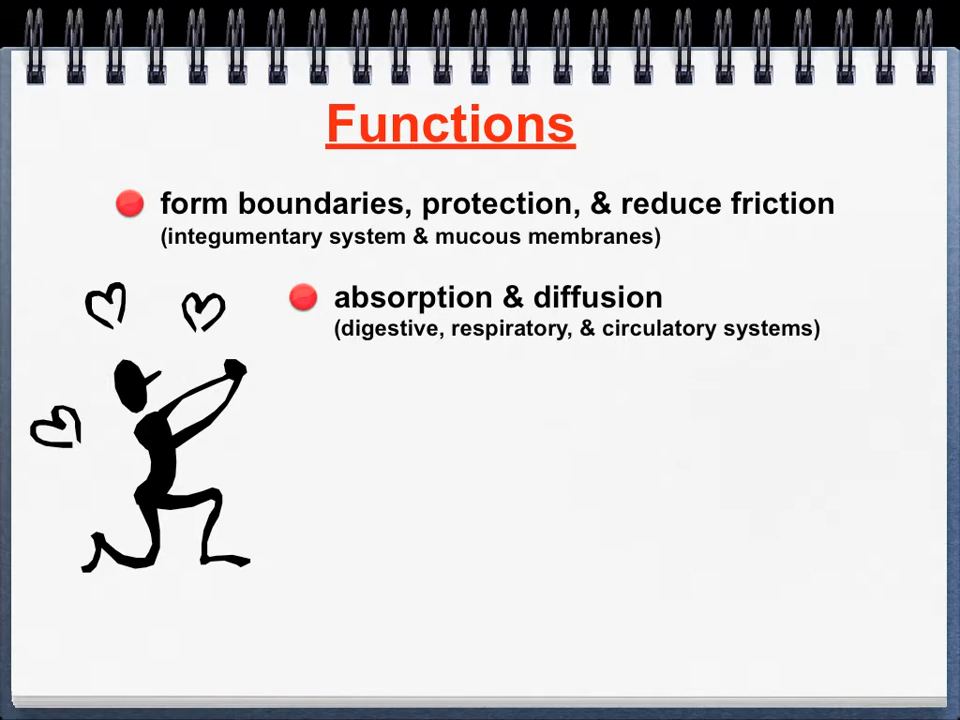 Functions
form boundaries, protection, & reduce friction
(integumentary system & mucous membranes)
absorption & diffusion
(digestive, respiratory, & circulatory systems)